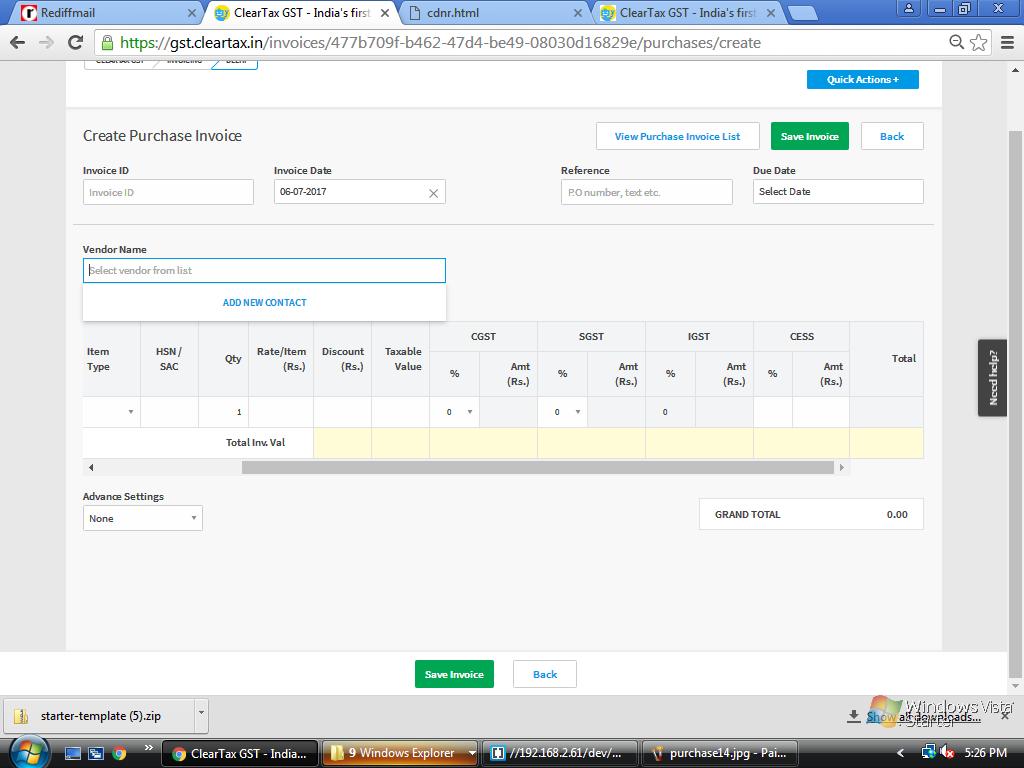 Rediffmail
ClearTax GST - India's first
cdnr.html
ClearTax GST - India's first
https://gst.cleartax.in/invoices/477b709f-b462-47d4-be49-08030d16829e/purchases/create
Quick Actions +
Create Purchase Invoice
View Purchase Invoice List
Save Invoice
Back
Invoice ID
Invoice Date
Reference
Due Date
Invoice ID
06-07-2017
P.O number, text etc.
Select Date
Vendor Name
Select vendor from list
ADD NEW CONTACT
Item Type
HSN / SAC
Qty
Rate/Item (Rs.)
Discount (Rs.)
Taxable Value
CGST
SGST
IGST
CESS
Total
% Amt (Rs.)
% Amt (Rs.)
% Amt (Rs.)
% Amt (Rs.)
1 0 0 0
Total Inv. Val
Need help?
Advance Settings
None
GRAND TOTAL 0.00
Save Invoice
Back
starter-template (5).zip
Show all downloads...
Windows Vista
Starter
ClearTax GST - India...
9 Windows Explorer
//192.168.2.61/dev/...
purchase14.jpg - Pai...
5:26 PM